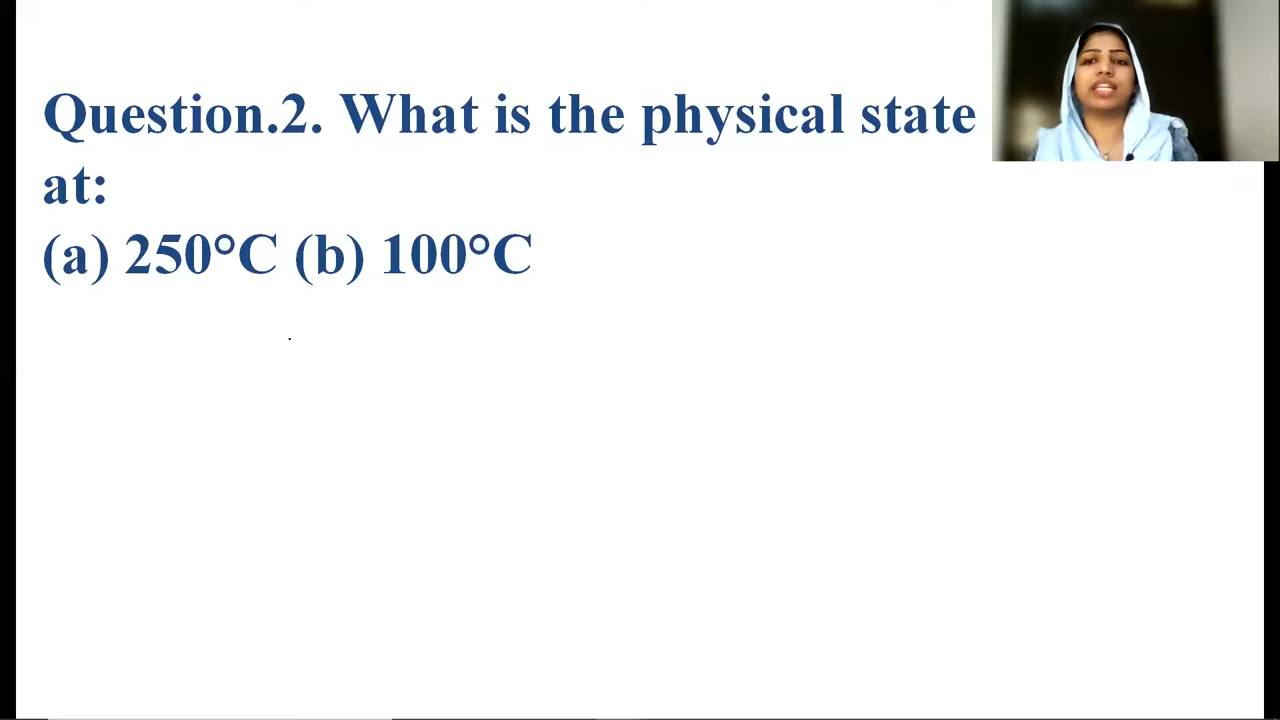 Question.2. What is the physical state
at:
(a) 250°C (b) 100°C